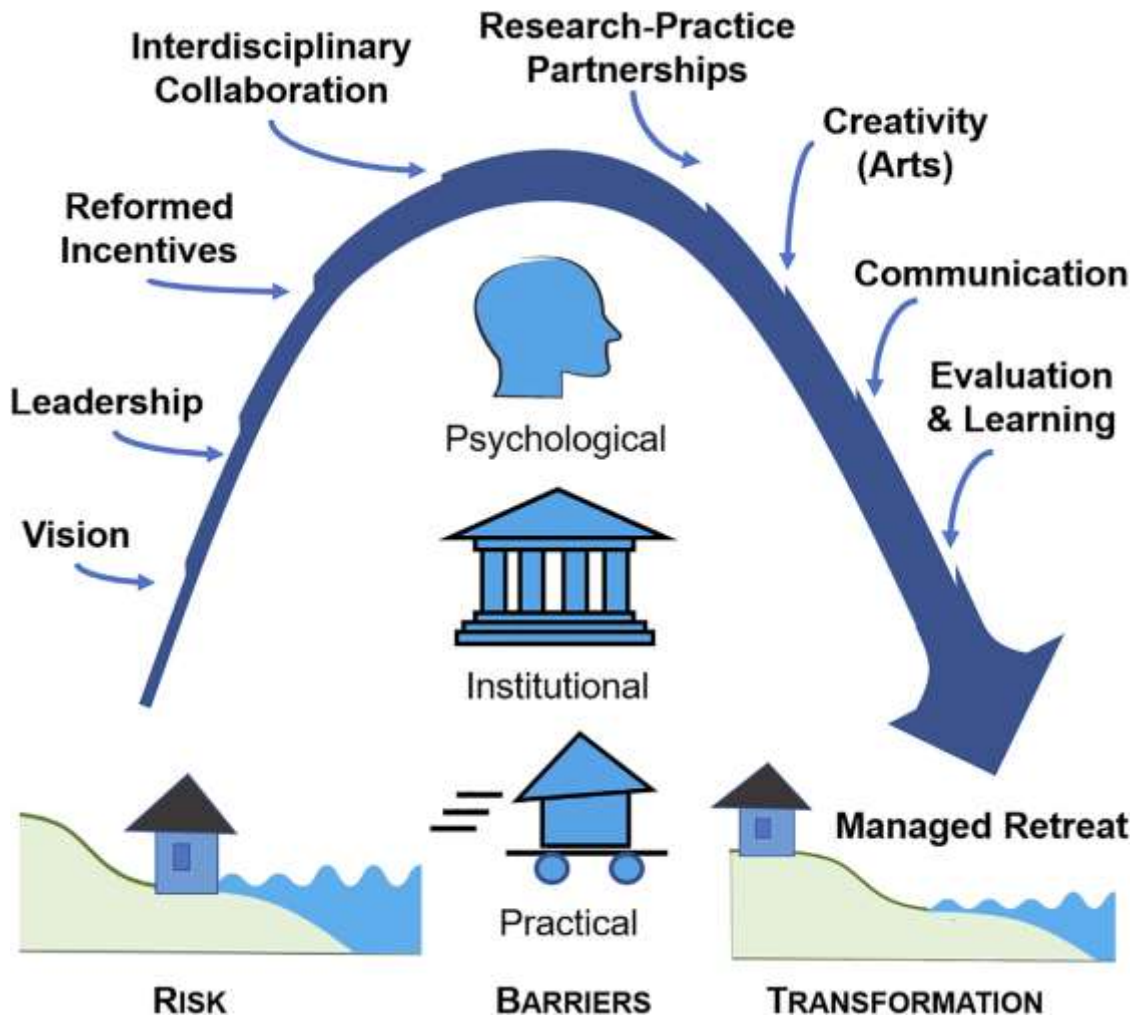 Interdisciplinary
Collaboration
Research-Practice
Partnerships
Creativity
(Arts)
Reformed
Incentives
Communication
Leadership
Evaluation
& Learning
Vision
Psychological
Institutional
Practical
Managed Retreat
RISK
BARRIERS
TRANSFORMATION